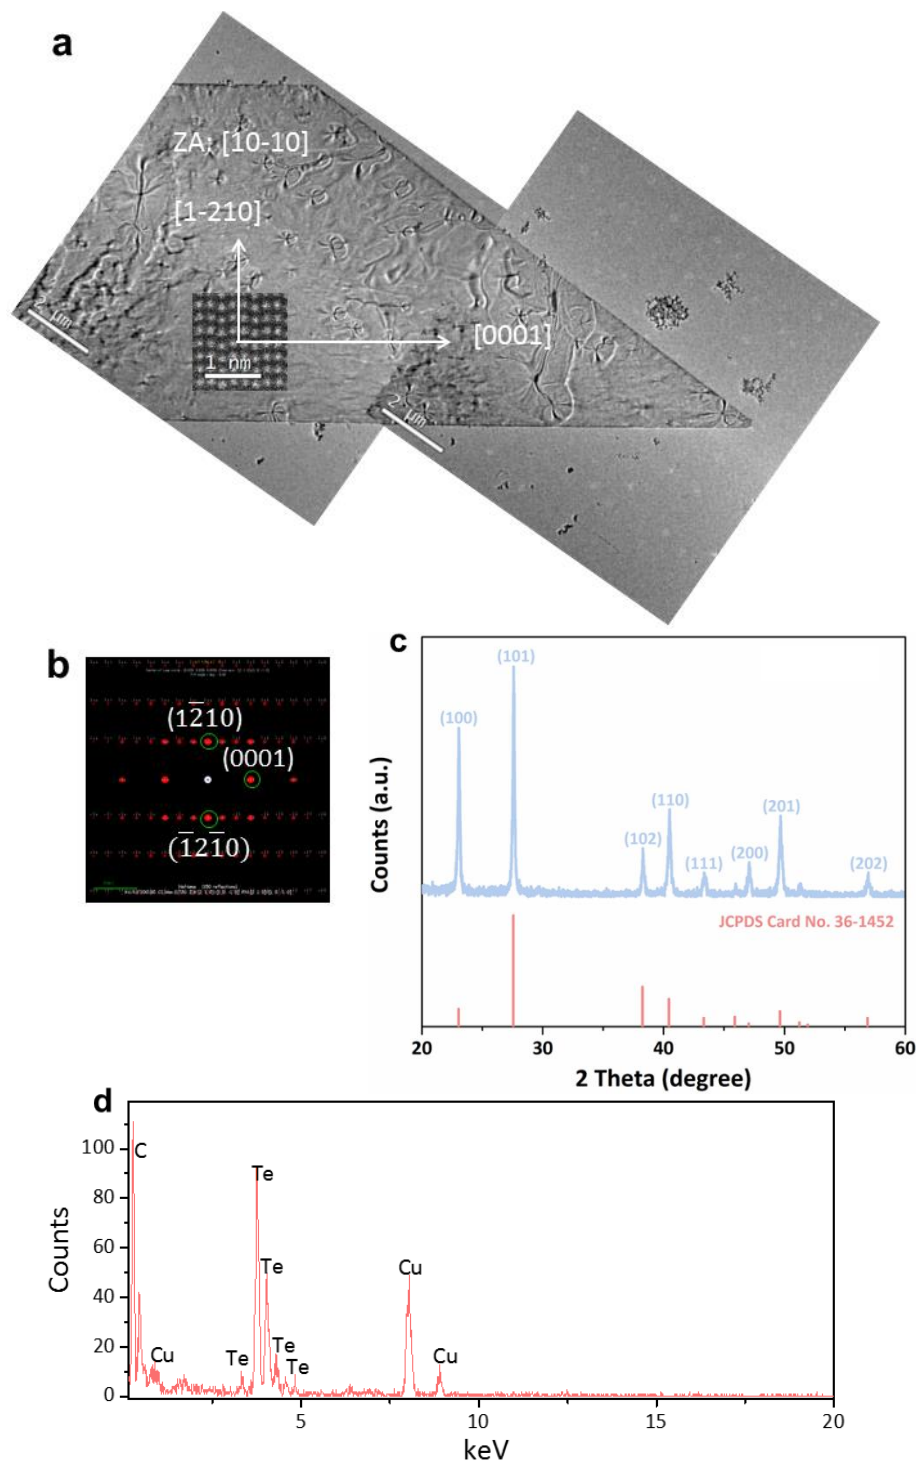 a
ZA: [10-10]
[1-210]
[0001]
2 μm
1 nm
2 μm
b
(1̅2̅10)
(0001)
(1̅21̅0)
c
(100)
(101)
(102)
(110)
(111)
(200)
(201)
(202)
JCPDS Card No. 36-1452
Counts (a.u.)
20
30
40
50
60
2 Theta (degree)
d
C
Cu
Te
Te
Te
Te
Te
Cu
Cu
Counts
100
80
60
40
20
0
5
10
15
20
keV